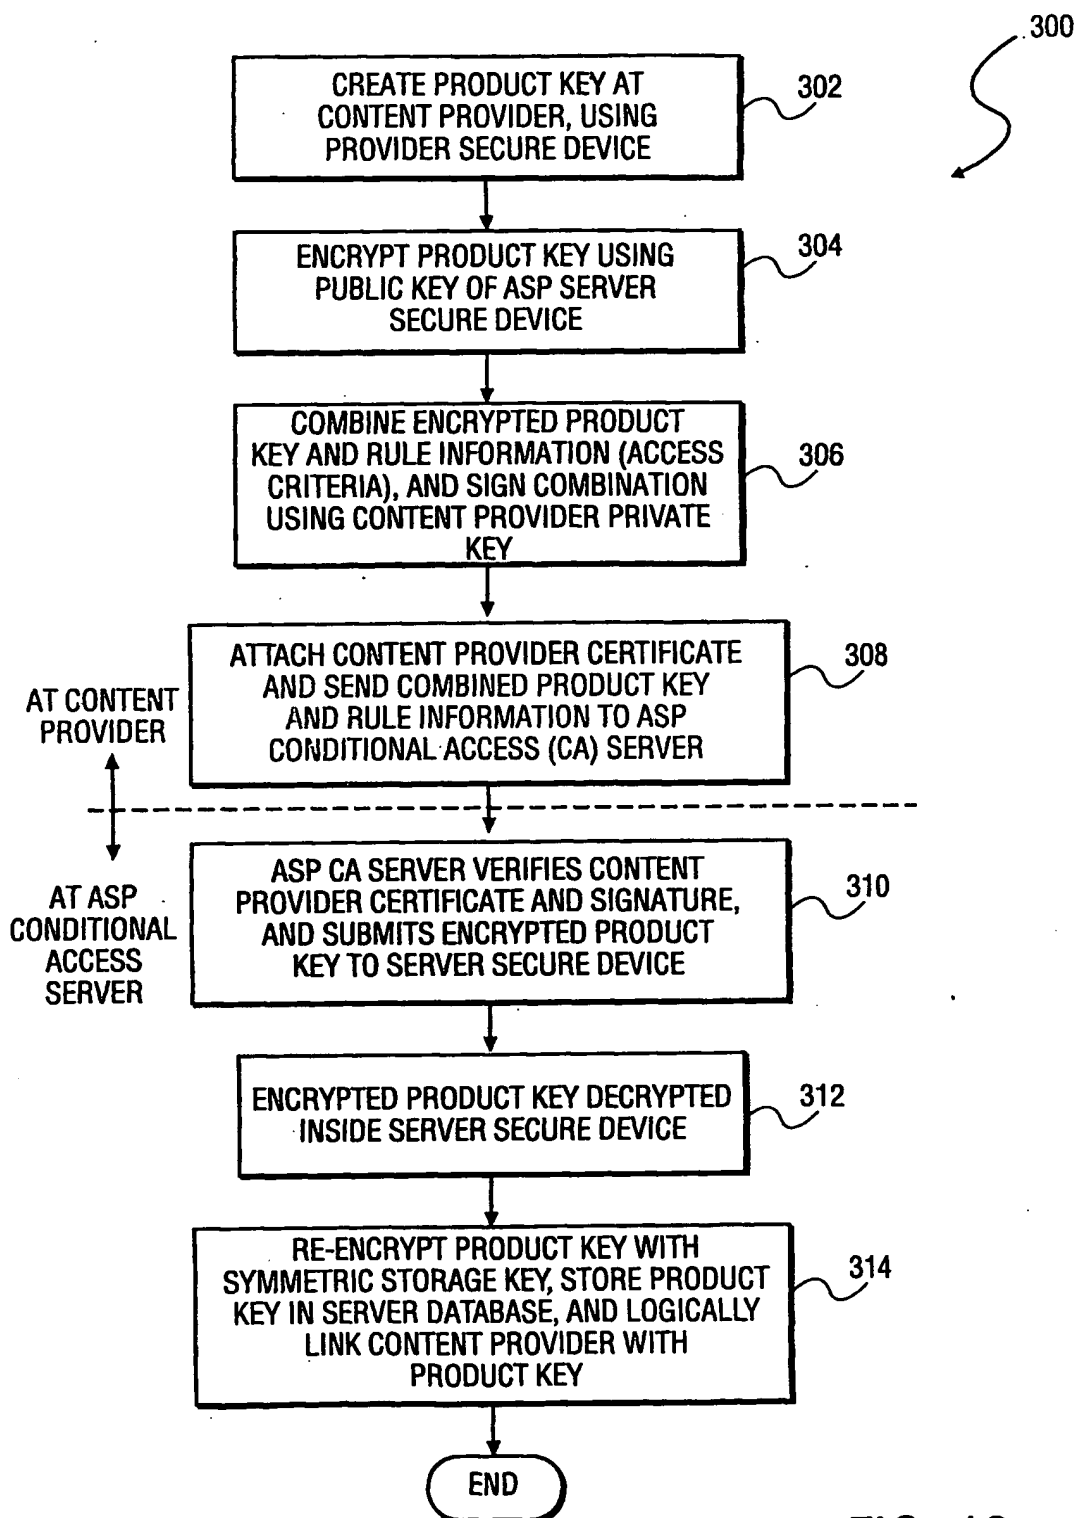 300
CREATE PRODUCT KEY AT
CONTENT PROVIDER, USING
PROVIDER SECURE DEVICE
302
ENCRYPT PRODUCT KEY USING
PUBLIC KEY OF ASP SERVER
SECURE DEVICE
304
COMBINE ENCRYPTED PRODUCT
KEY AND RULE INFORMATION (ACCESS
CRITERIA), AND SIGN COMBINATION
USING CONTENT PROVIDER PRIVATE
KEY
306
ATTACH CONTENT PROVIDER CERTIFICATE
AND SEND COMBINED PRODUCT KEY
AND RULE INFORMATION TO ASP
CONDITIONAL ACCESS (CA) SERVER
308
AT CONTENT
PROVIDER
AT ASP
CONDITIONAL
ACCESS
SERVER
ASP CA SERVER VERIFIES CONTENT
PROVIDER CERTIFICATE AND SIGNATURE,
AND SUBMITS ENCRYPTED PRODUCT
KEY TO SERVER SECURE DEVICE
310
ENCRYPTED PRODUCT KEY DECRYPTED
INSIDE SERVER SECURE DEVICE
312
RE-ENCRYPT PRODUCT KEY WITH
SYMMETRIC STORAGE KEY, STORE PRODUCT
KEY IN SERVER DATABASE, AND LOGICALLY
LINK CONTENT PROVIDER WITH
PRODUCT KEY
314
END